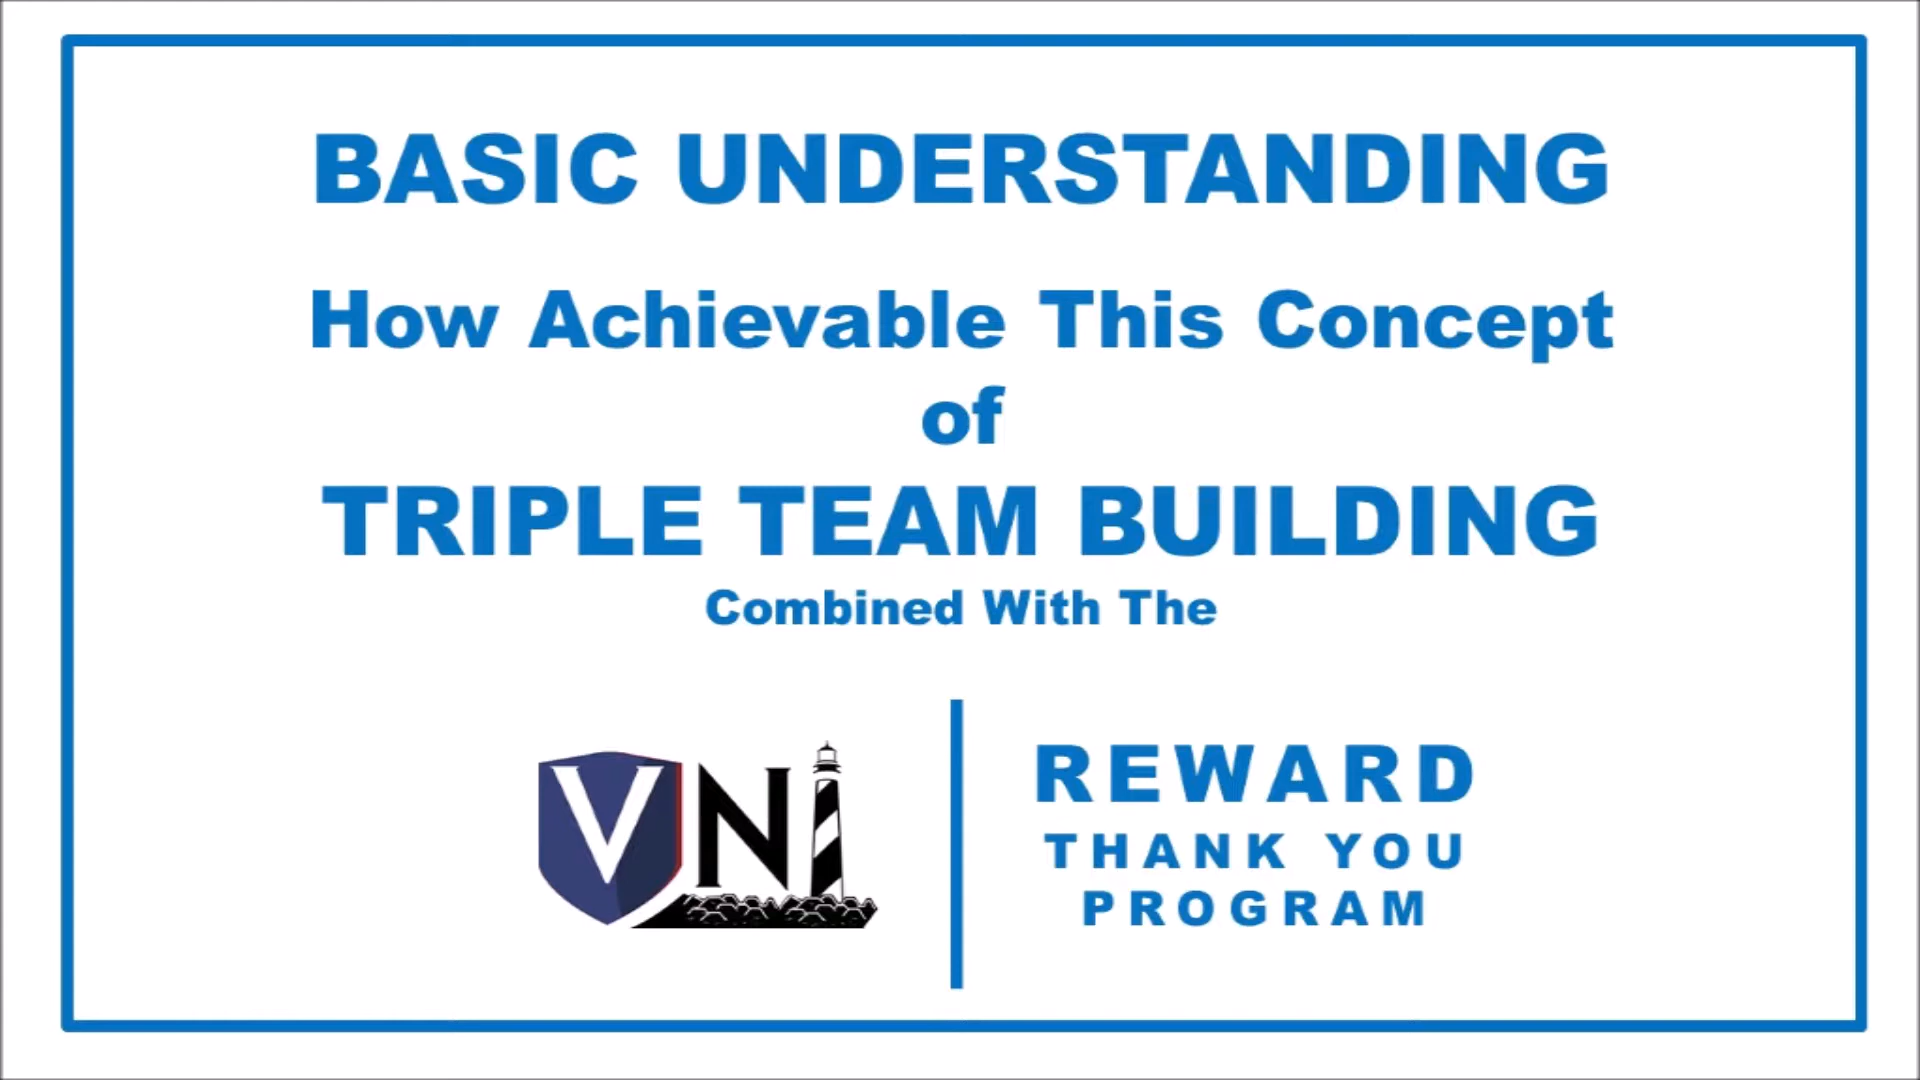 BASIC UNDERSTANDING
How Achievable This Concept
of
TRIPLE TEAM BUILDING
Combined With The
VNI
REWARD
THANK YOU
PROGRAM